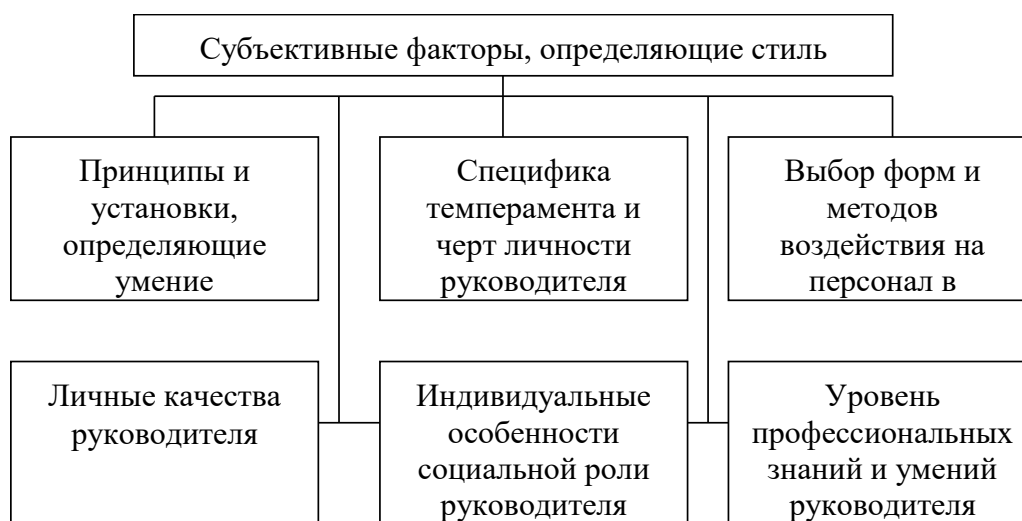 Субъективные факторы, определяющие стиль
Принципы и
установки,
определяющие
умение
Специфика
темперамента и
черт личности
руководителя
Выбор форм и
методов
воздействия на
персонал в
Личные качества
руководителя
Индивидуальные
особенности
социальной роли
руководителя
Уровень
профессиональных
знаний и умений
руководителя